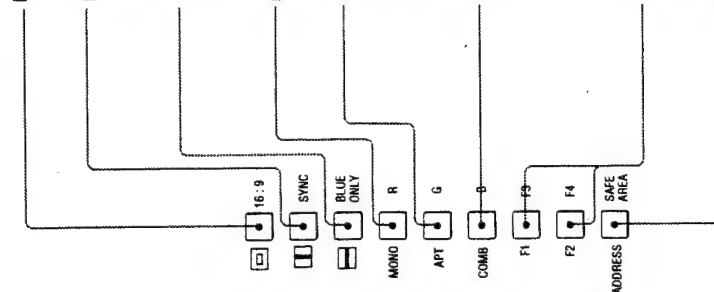 16:9
SYNC
BLUE
ONLY
MONO R
APT G
COMB B
F1 F3
F2 F4
ADDRESS SAFE
AREA